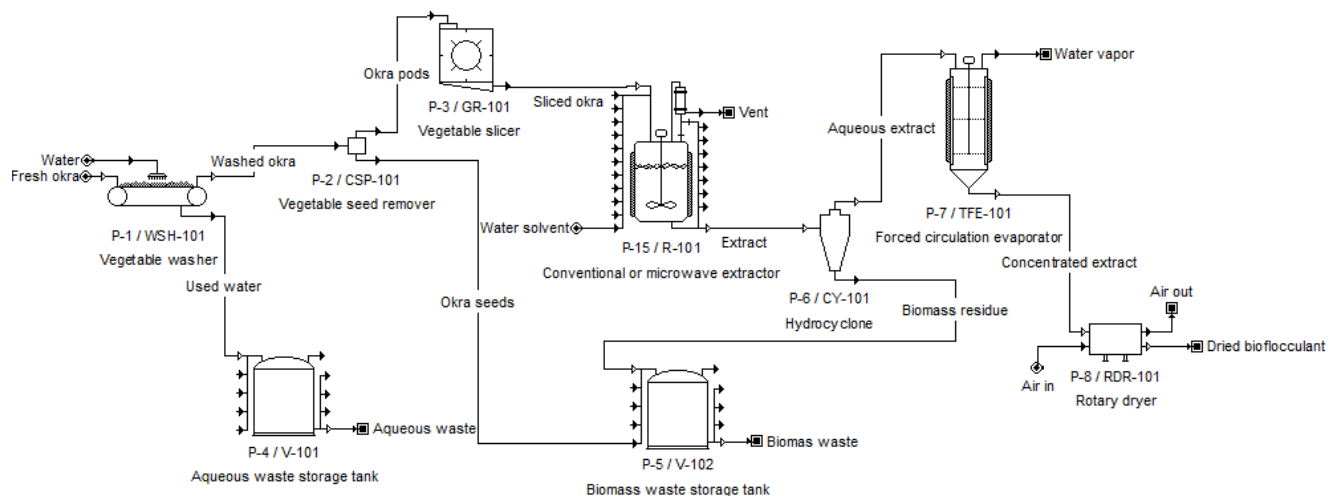 Water
Fresh okra
P-1 / WSH-101
Vegetable washer
Washed okra
Used water
P-2 / CSP-101
Vegetable seed remover
Okra pods
P-3 / GR-101
Vegetable slicer
Sliced okra
Okra seeds
Water solvent
Vent
P-15 / R-101
Conventional or microwave extractor
Extract
P-6 / CY-101
Hydrocyclone
Aqueous extract
Biomass residue
Water vapor
P-7 / TFE-101
Forced circulation evaporator
Concentrated extract
Air out
Air in
Dried bioflocculant
P-8 / RDR-101
Rotary dryer
Aqueous waste
P-4 / V-101
Aqueous waste storage tank
Biomas waste
P-5 / V-102
Biomass waste storage tank